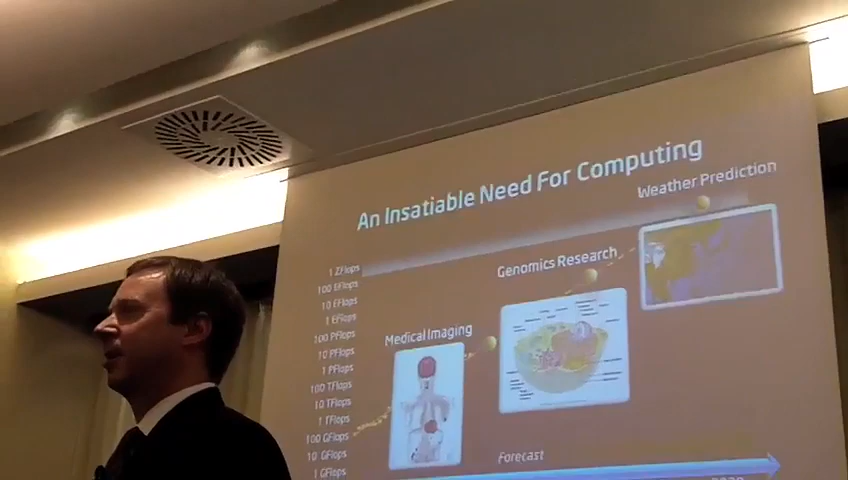 An Insatiable Need For Computing
Weather Prediction
Genomics Research
Medical Imaging
1 ZFlops
100 EFlops
10 EFlops
1 EFlops
100 PFlops
10 PFlops
1 PFlops
100 TFlops
10 TFlops
1 TFlops
100 GFlops
10 GFlops
1 GFlops
Forecast